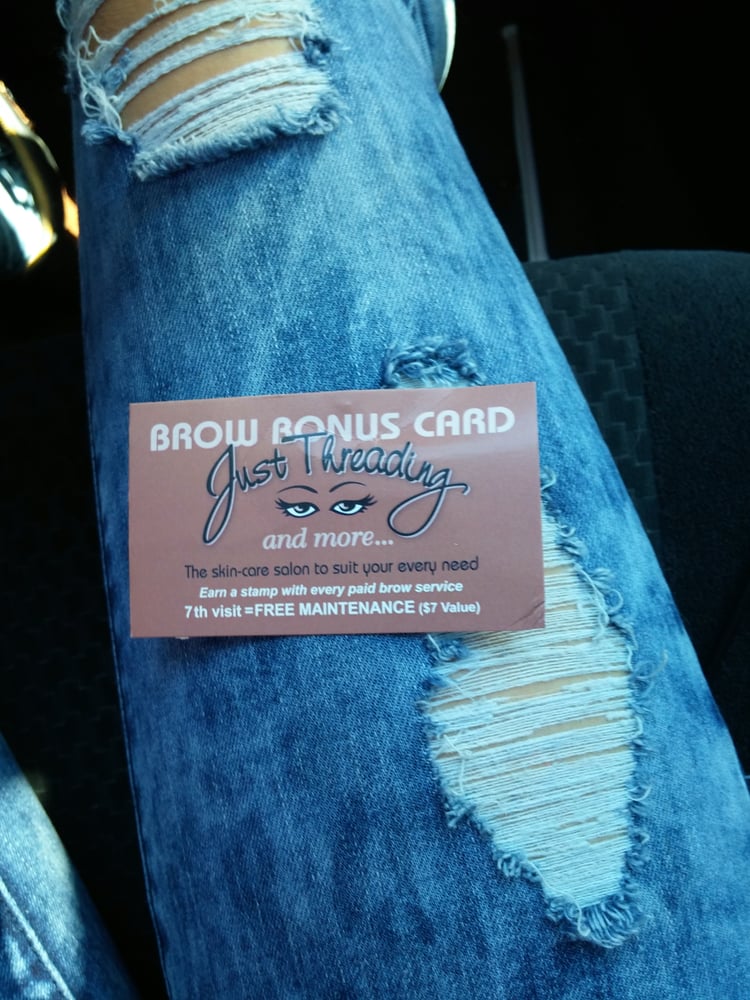 BROW BONUS CARD
Just Threading
and more...
The skin-care salon to suit your every need
Earn a stamp with every paid brow service
7th visit =FREE MAINTENANCE ($7 Value)